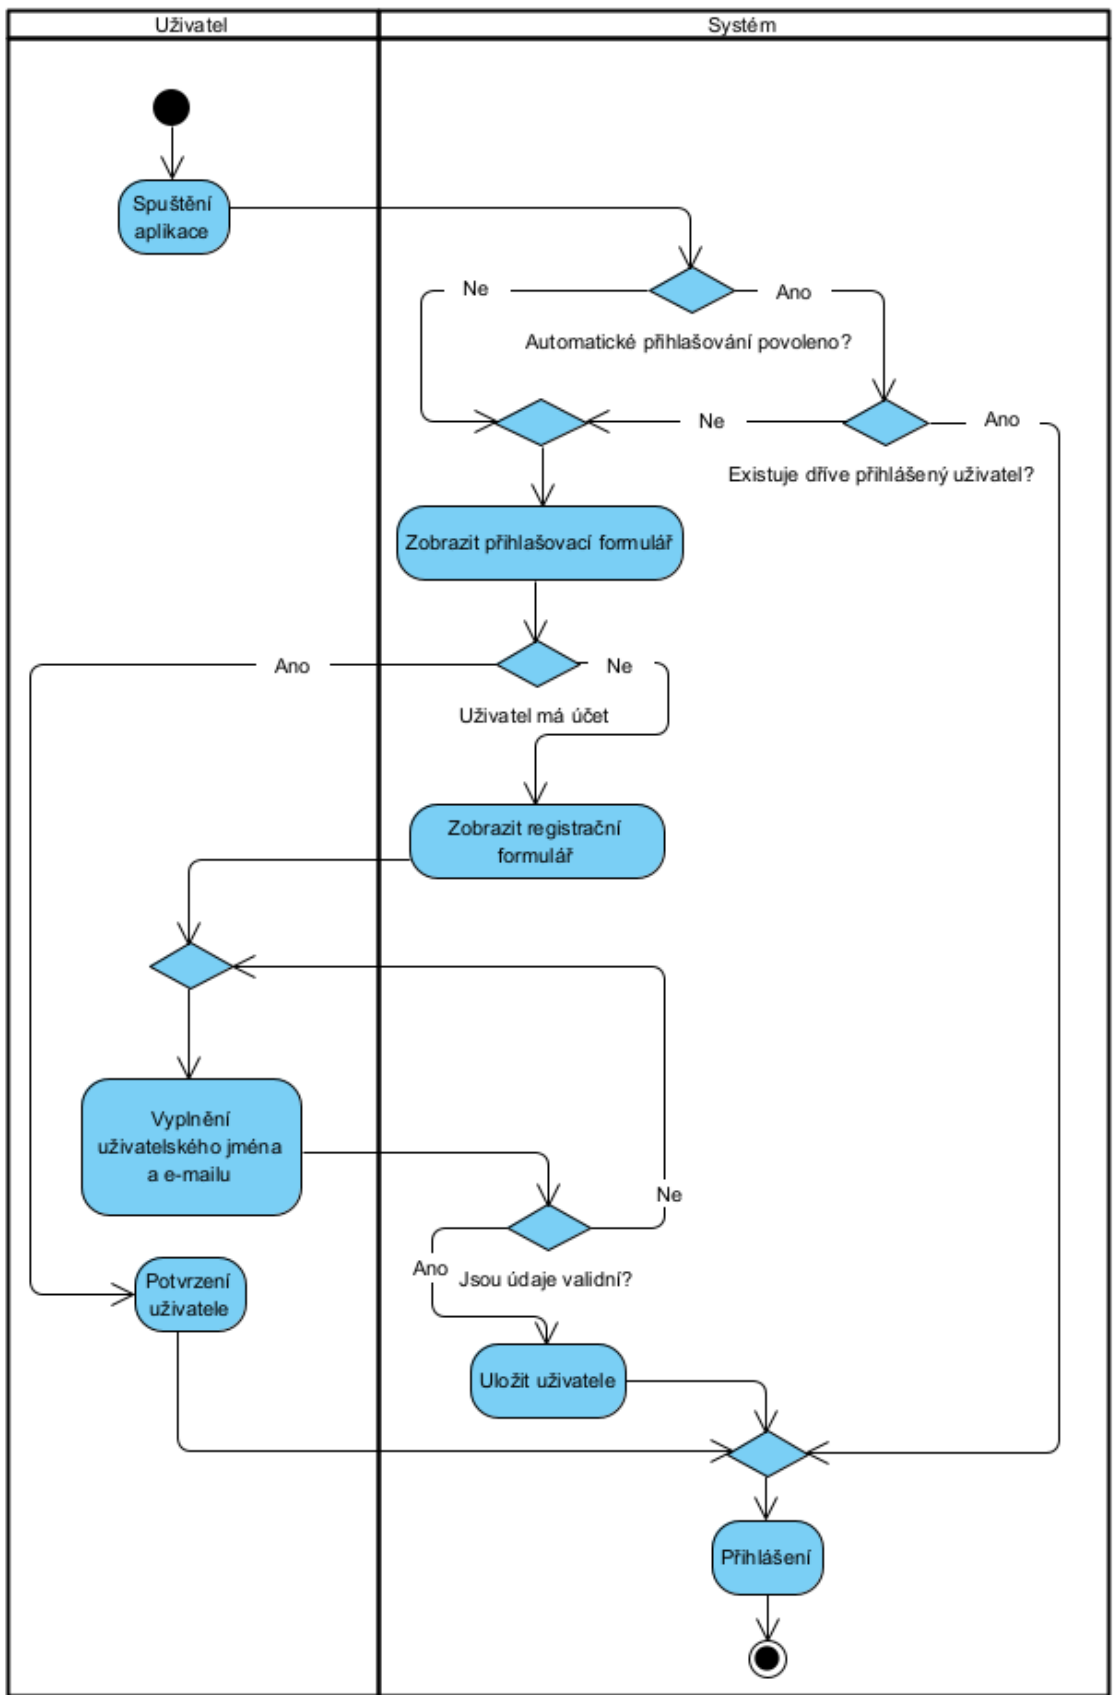 Uživatel
Systém
Spuštění
aplikace
Ne
Ano
Automatické přihlašování povoleno?
Ne
Ano
Existuje dříve přihlášený uživatel?
Zobrazit přihlašovací formulář
Ano
Ne
Uživatel má účet
Zobrazit registrační
formulář
Vyplnění
uživatelského jména
a e-mailu
Ne
Ano
Jsou údaje validní?
Potvrzení
uživatele
Uložit uživatele
Přihlášení